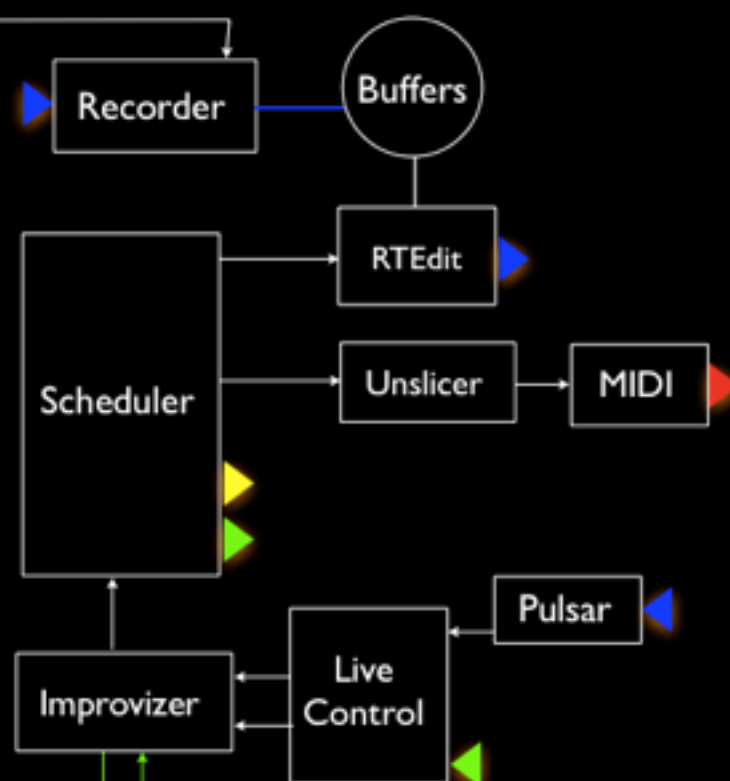 Recorder
Buffers
RTEdit
Scheduler
Unslicer
MIDI
Pulsar
Live
Control
Improvizer